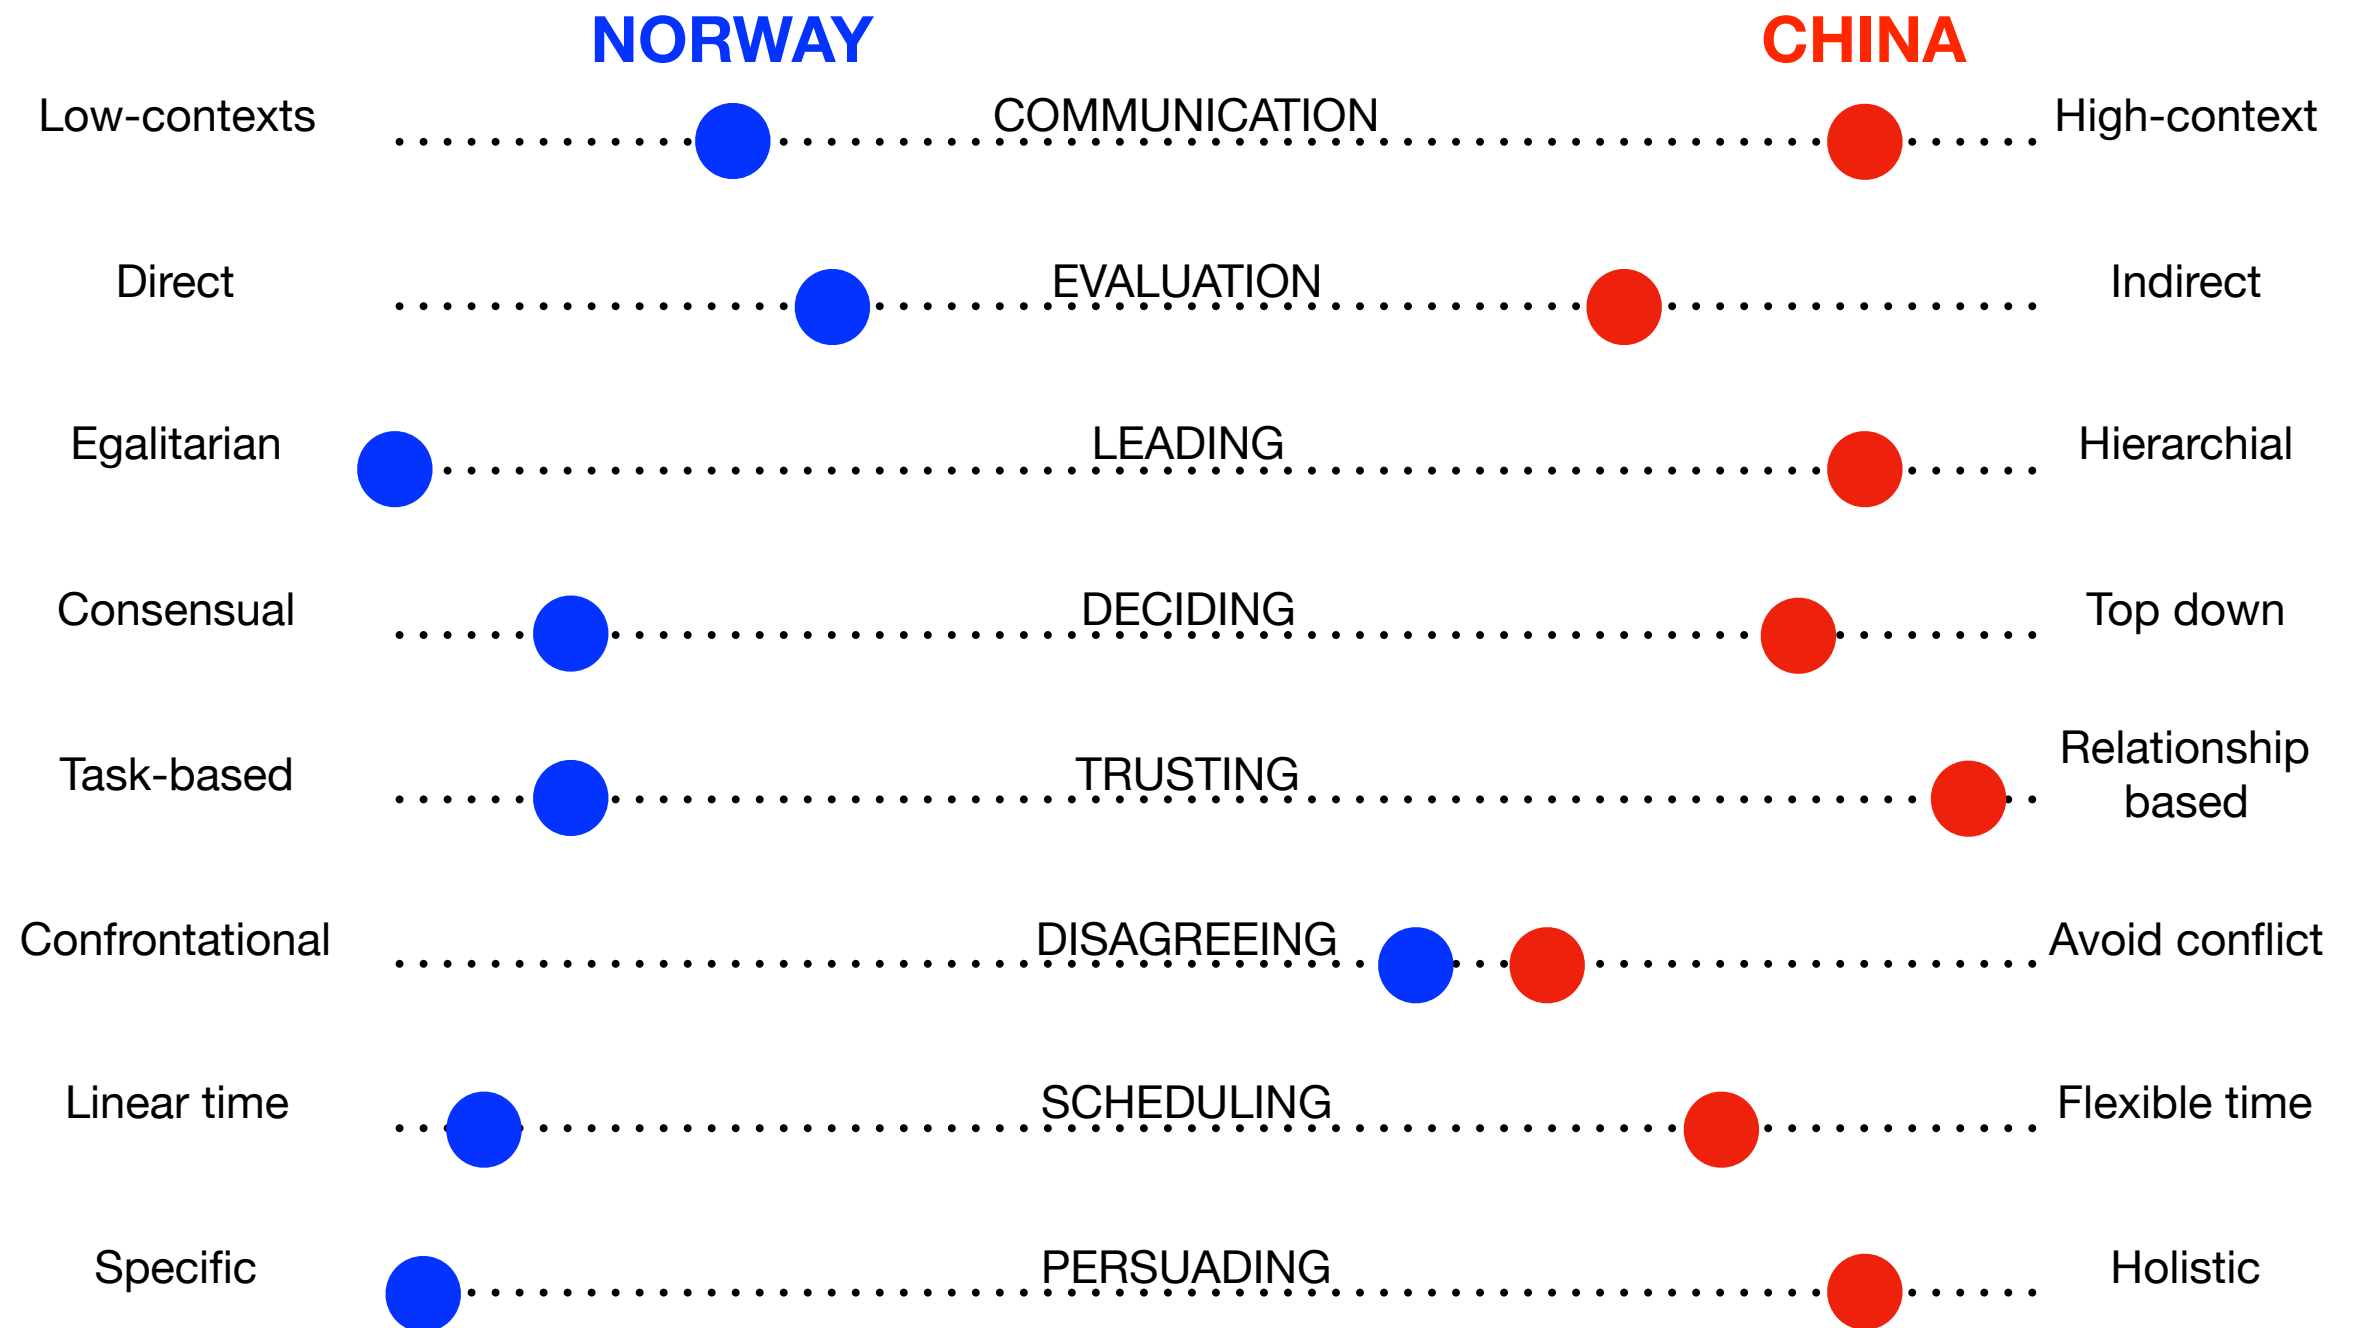 NORWAY CHINA
Low-contexts COMMUNICATION High-context
Direct EVALUATION Indirect
Egalitarian LEADING Hierarchial
Consensual DECIDING Top down
Task-based TRUSTING Relationship
based
Confrontational DISAGREEING Avoid conflict
Linear time SCHEDULING Flexible time
Specific PERSUADING Holistic